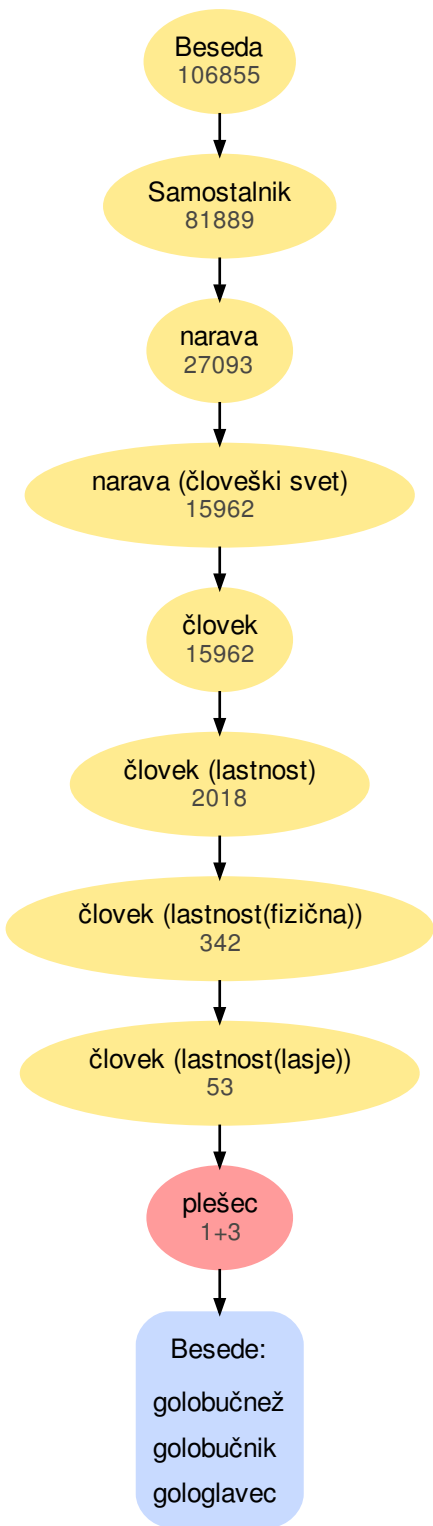 Beseda
106855
Samostalnik
81889
narava
27093
narava (človeški svet)
15962
človek
15962
človek (lastnost)
2018
človek (lastnost(fizična))
342
človek (lastnost(lasje))
53
plešec
1+3
Besede:
golobučnež
golobučnik
gologlavec